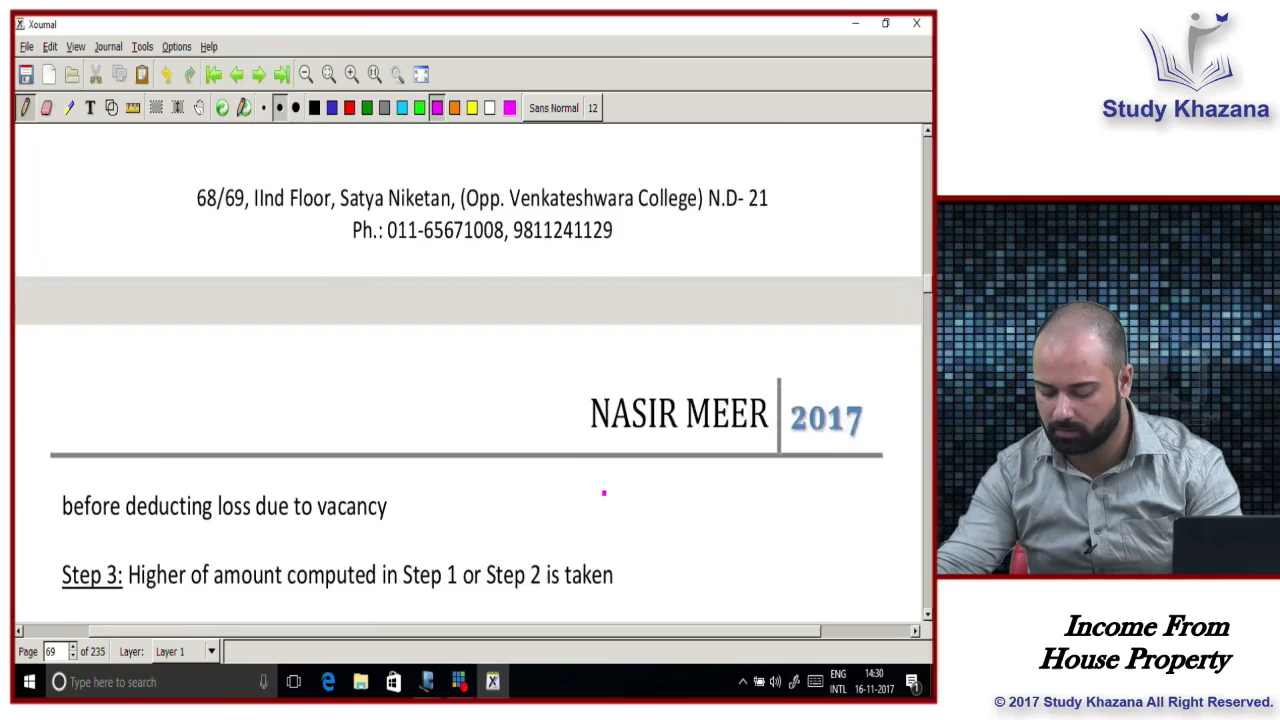 Xournal
File Edit View Journal Tools Options Help
Sans Normal 12
68/69, IInd Floor, Satya Niketan, (Opp. Venkateshwara College) N.D- 21
Ph.: 011-65671008, 9811241129
NASIR MEER 2017
before deducting loss due to vacancy
Step 3: Higher of amount computed in Step 1 or Step 2 is taken
Page 69 of 235 Layer: Layer 1
Type here to search
ENG
INTL
14:30
16-11-2017
1
Study Khazana
Income From
House Property
© 2017 Study Khazana All Right Reserved.